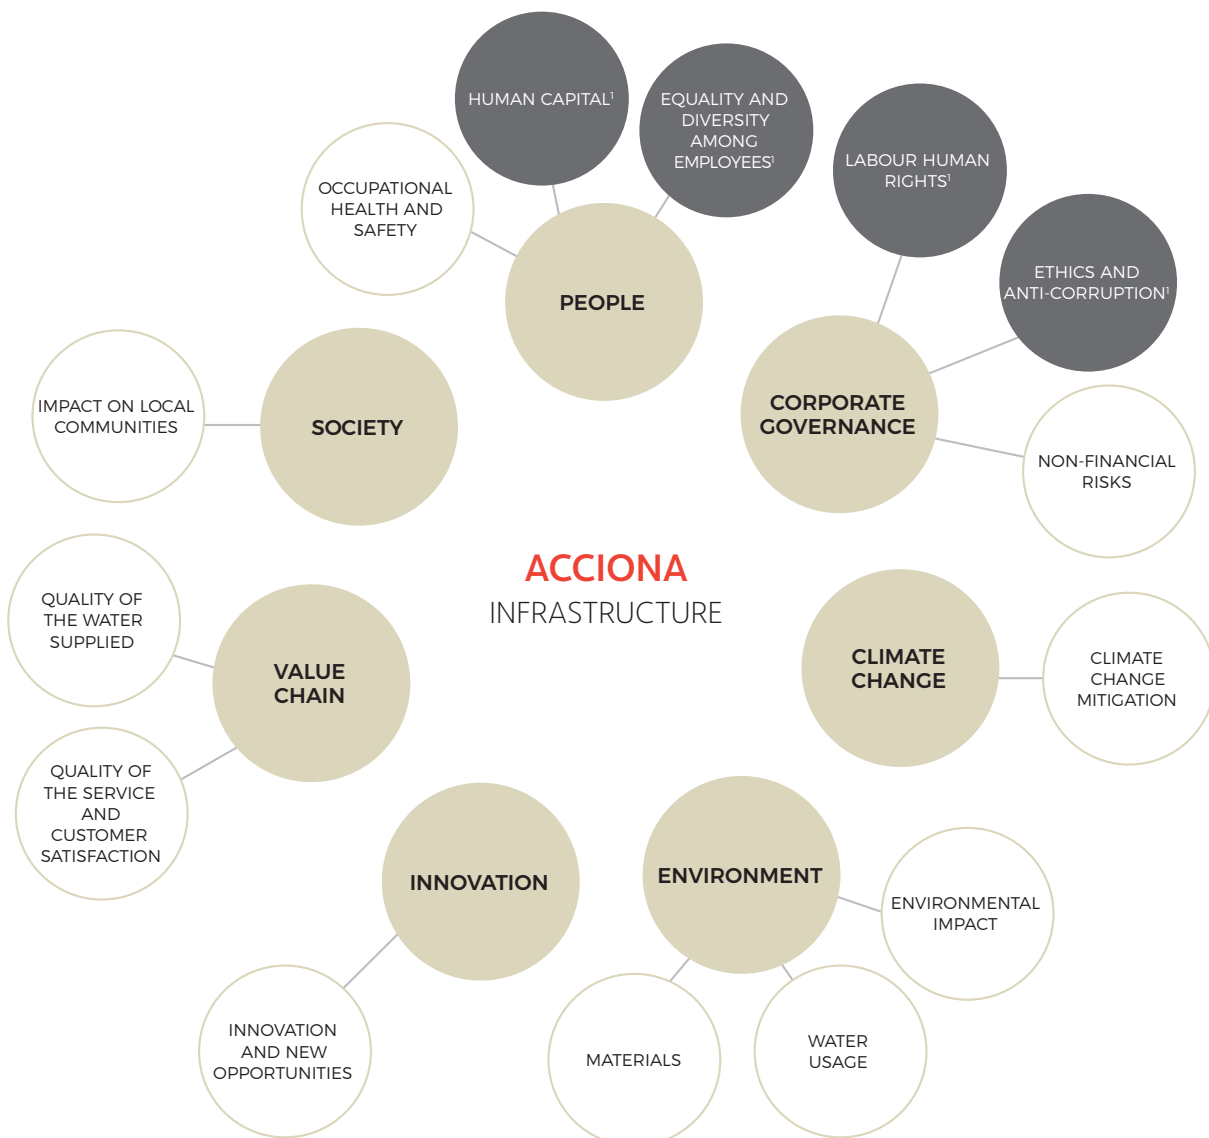 HUMAN CAPITAL¹
EQUALITY AND
DIVERSITY
AMONG
EMPLOYEES¹
LABOUR HUMAN
RIGHTS¹
OCCUPATIONAL
HEALTH AND
SAFETY
ETHICS AND
ANTI-CORRUPTION¹
PEOPLE
IMPACT ON LOCAL
COMMUNITIES
SOCIETY
CORPORATE
GOVERNANCE
NON-FINANCIAL
RISKS
ACCIONA
INFRASTRUCTURE
QUALITY OF
THE WATER
SUPPLIED
VALUE
CHAIN
CLIMATE
CHANGE
CLIMATE
CHANGE
MITIGATION
QUALITY OF
THE SERVICE
AND
CUSTOMER
SATISFACTION
INNOVATION
ENVIRONMENT
ENVIRONMENTAL
IMPACT
INNOVATION
AND NEW
OPPORTUNITIES
MATERIALS
WATER
USAGE